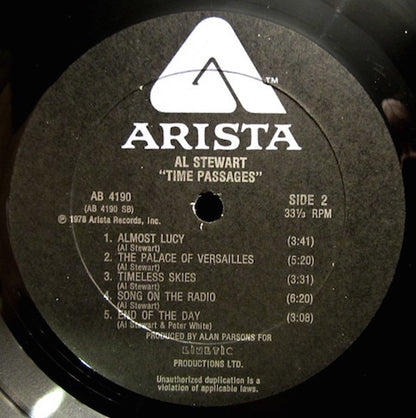 TM
ARISTA
AL STEWART
"TIME PASSAGES"
AB 4190
(AB 4190 SB)
℗ 1978 Arista Records, Inc.
SIDE 2
33⅓ RPM
1. ALMOST LUCY (3:41)
(Al Stewart)
2. THE PALACE OF VERSAILLES (5:20)
(Al Stewart)
3. TIMELESS SKIES (3:31)
(Al Stewart)
4. SONG ON THE RADIO (6:20)
(Al Stewart)
5. END OF THE DAY (3:08)
(Al Stewart & Peter White)
PRODUCED BY ALAN PARSONS FOR
KINETIC
PRODUCTIONS LTD.
Unauthorized duplication is a
violation of applicable laws.